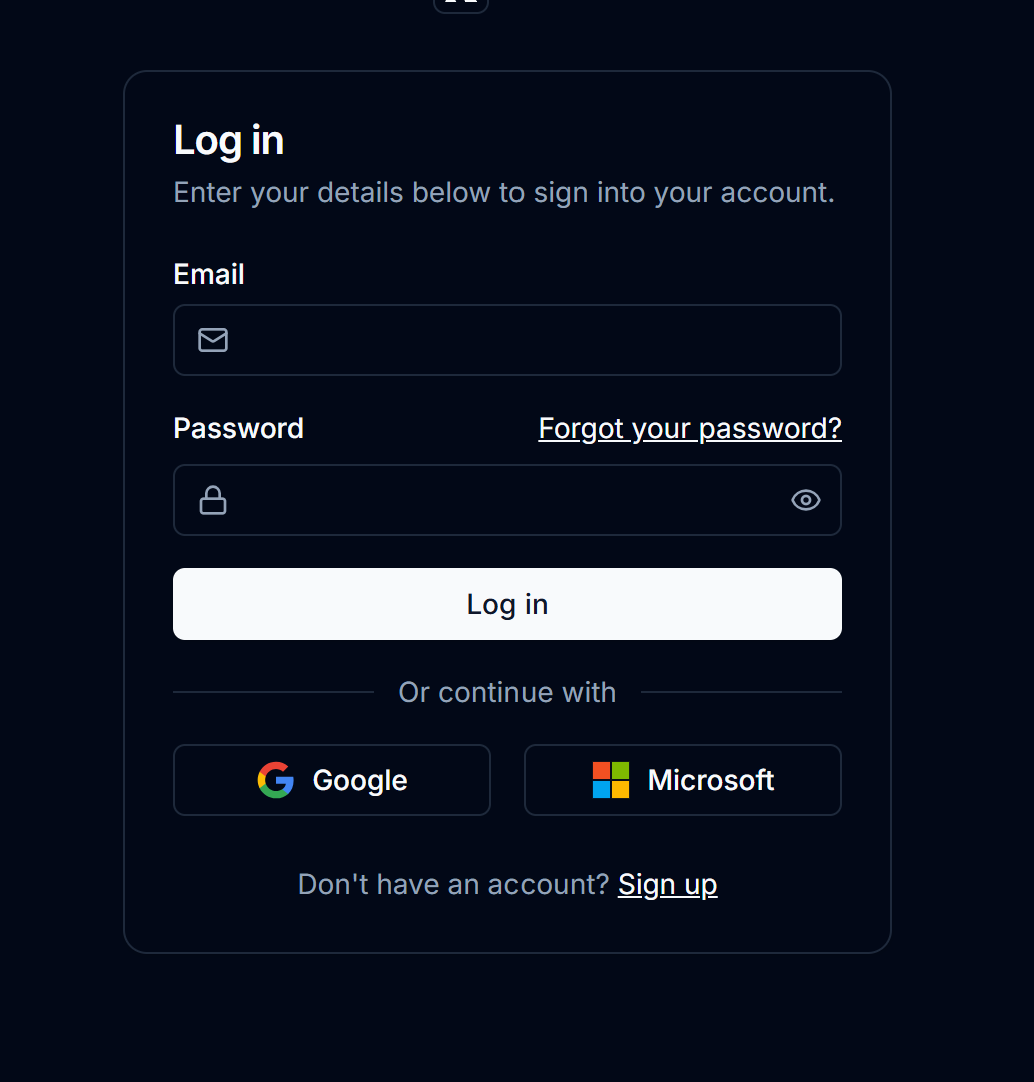 Log in
Enter your details below to sign into your account.
Email
Password
Forgot your password?
Log in
Or continue with
Google
Microsoft
Don't have an account? Sign up